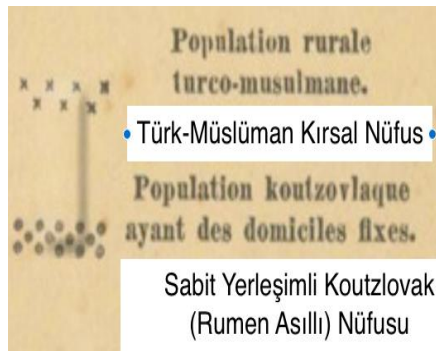 Population rurale
turco-musulmane.
Türk-Müslüman Kırsal Nüfus
Population koutzovlaque
ayant des domiciles fixes.
Sabit Yerleşimli Koutzlovak
(Rumen Asıllı) Nüfusu